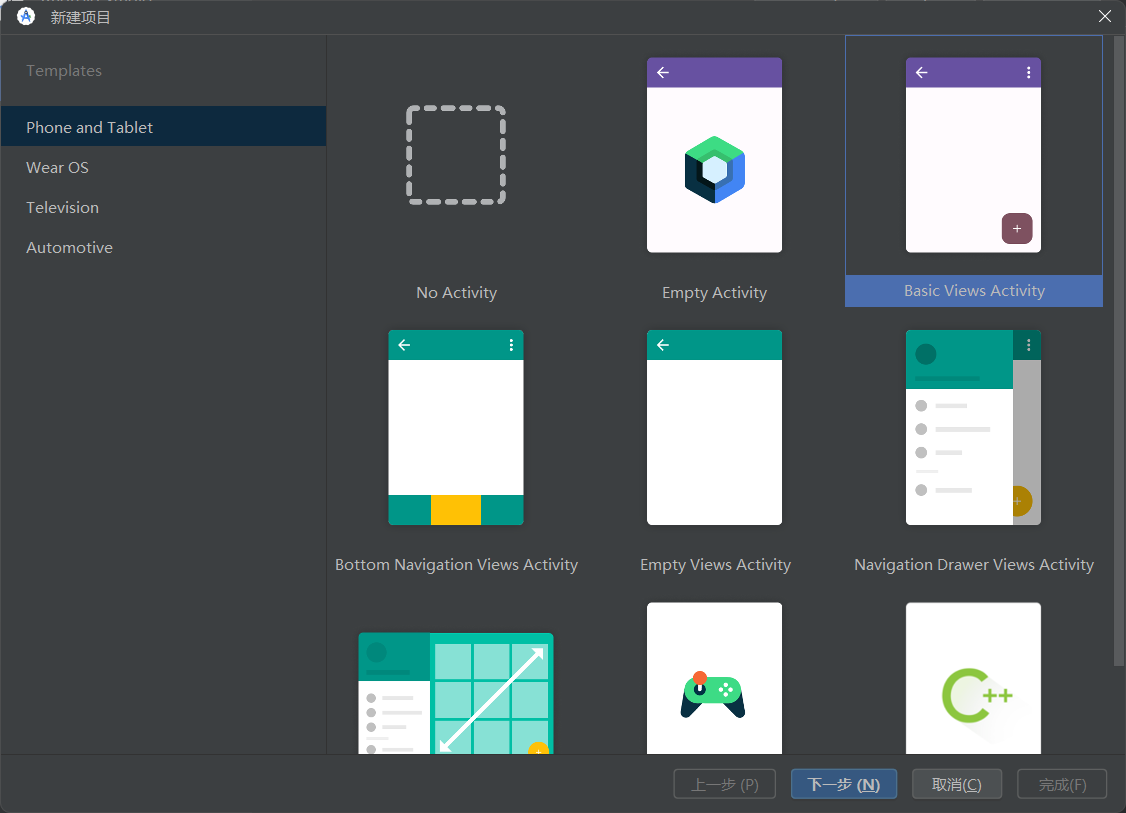 新建项目
Templates
Phone and Tablet
Wear OS
Television
Automotive
No Activity
Empty Activity
Basic Views Activity
Bottom Navigation Views Activity
Empty Views Activity
Navigation Drawer Views Activity
C++
上一步 (P)
下一步 (N)
取消(C)
完成(F)